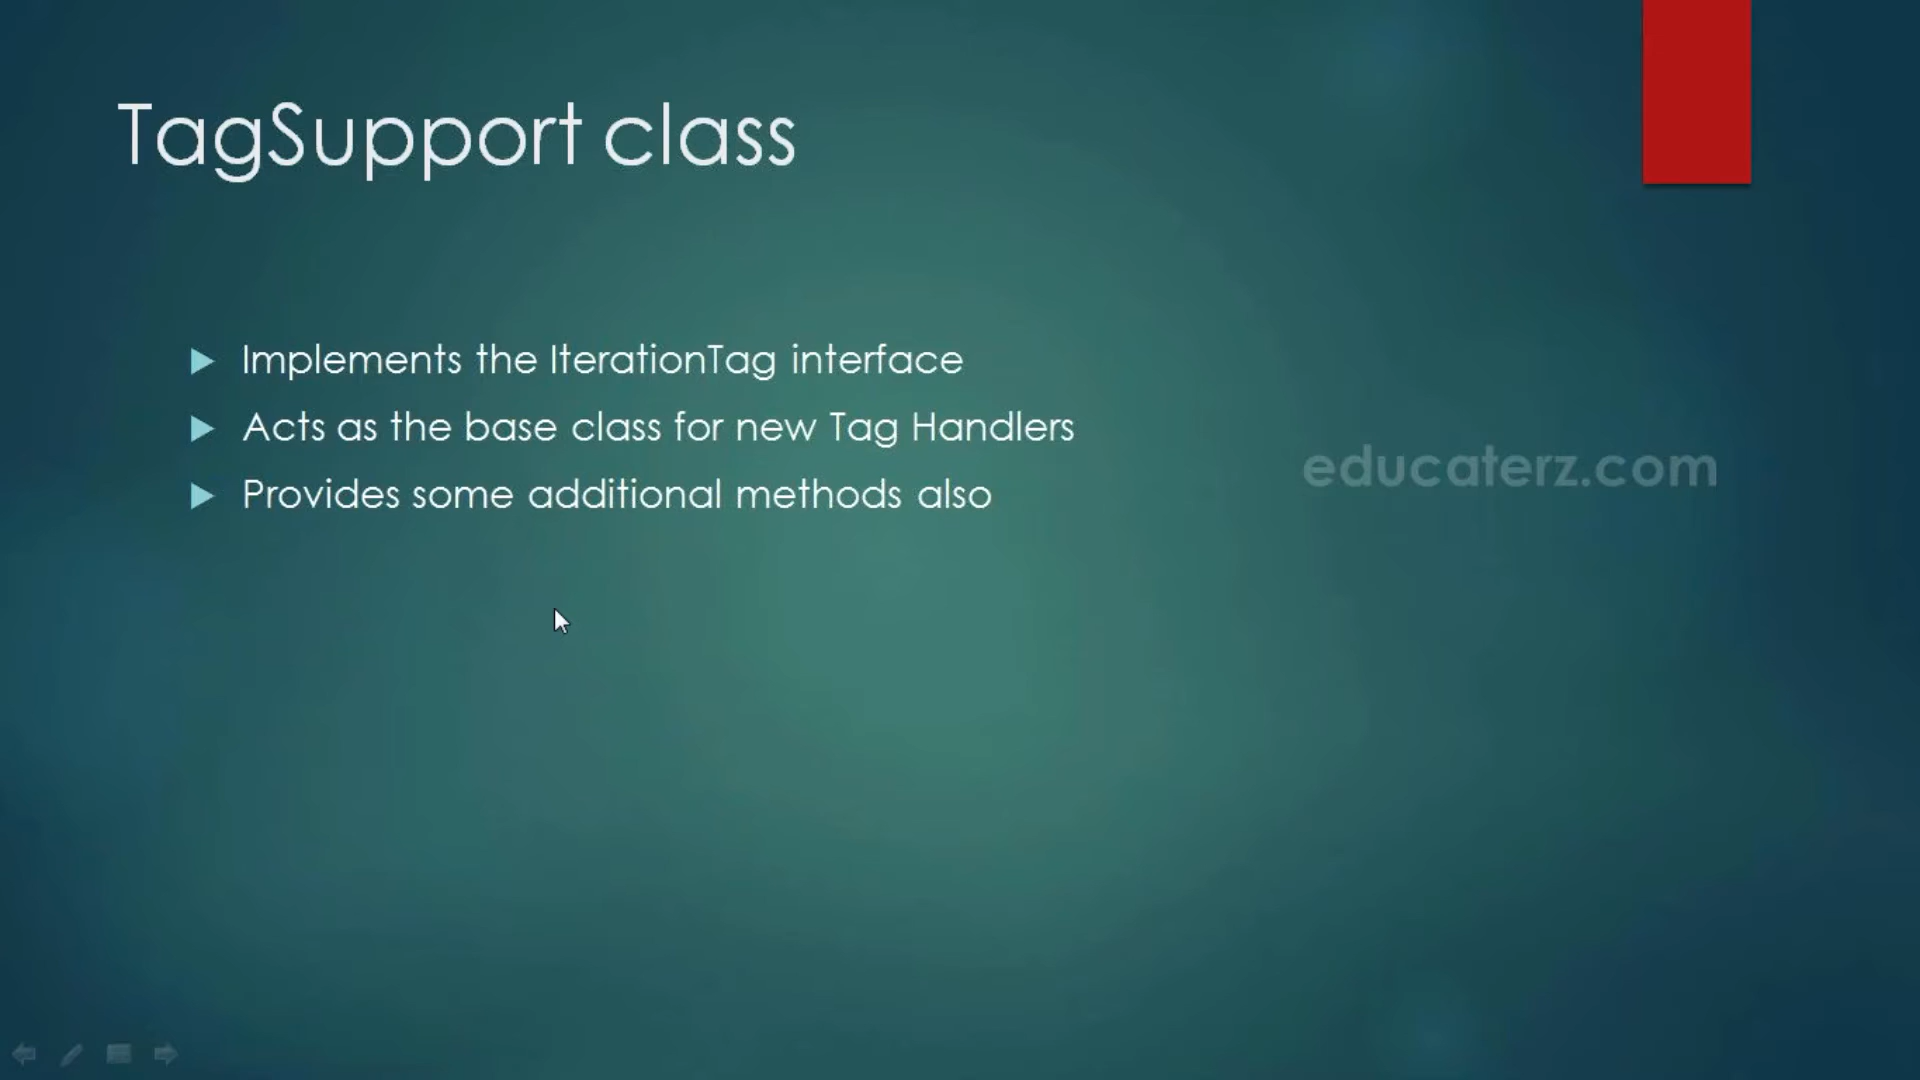 TagSupport class
Implements the IterationTag interface
Acts as the base class for new Tag Handlers
Provides some additional methods also
educaterz.com